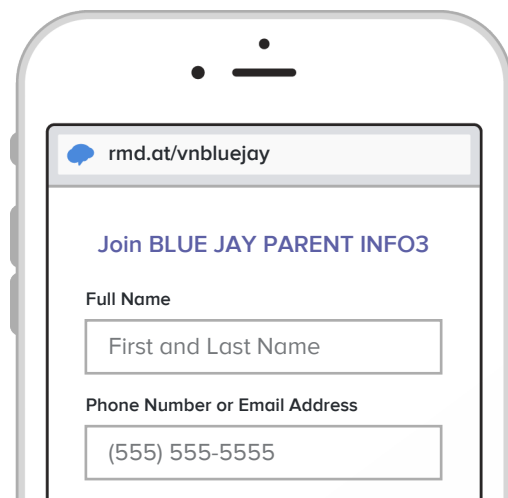 rmd.at/vnbluejay
Join BLUE JAY PARENT INFO3
Full Name
First and Last Name
Phone Number or Email Address
(555) 555-5555